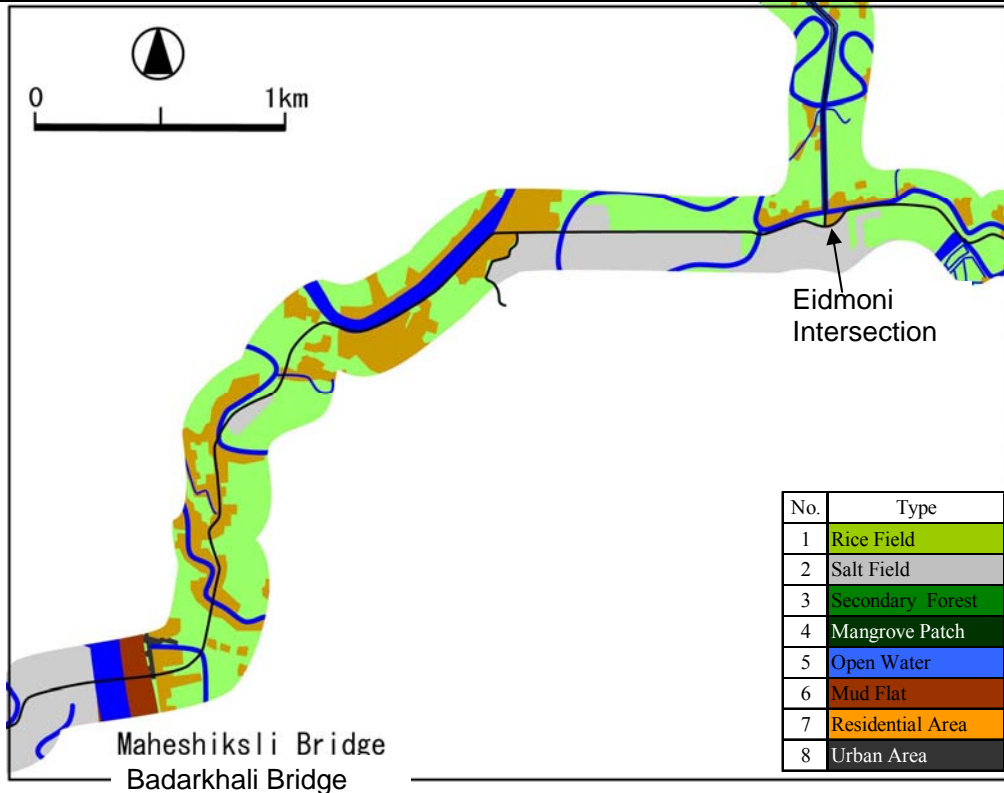 0 1km
Eidmoni
Intersection
No. Type
1 Rice Field
2 Salt Field
3 Secondary Forest
4 Mangrove Patch
5 Open Water
6 Mud Flat
7 Residential Area
8 Urban Area
Maheshiksli Bridge
Badarkhali Bridge